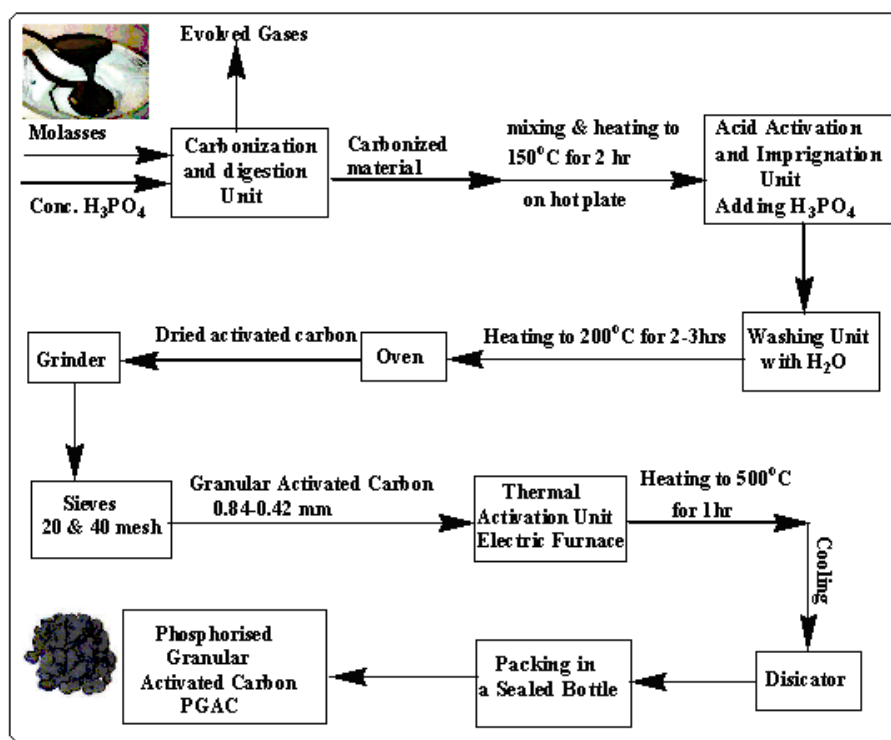 Evolved Gases
Molasses
Conc. H₃PO₄
Carbonization
and digestion
Unit
Carbonized
material
mixing & heating to
150°C for 2 hr
on hot plate
Acid Activation
and Imprignation
Unit
Adding H₃PO₄
Washing Unit
with H₂O
Heating to 200°C for 2-3hrs
Oven
Dried activated carbon
Grinder
Sieves
20 & 40 mesh
Granular Activated Carbon
0.84-0.42 mm
Thermal
Activation Unit
Electric Furnace
Heating to 500°C
for 1hr
Cooling
Disicator
Packing in
a Sealed Bottle
Phosphorised
Granular
Activated Carbon
PGAC